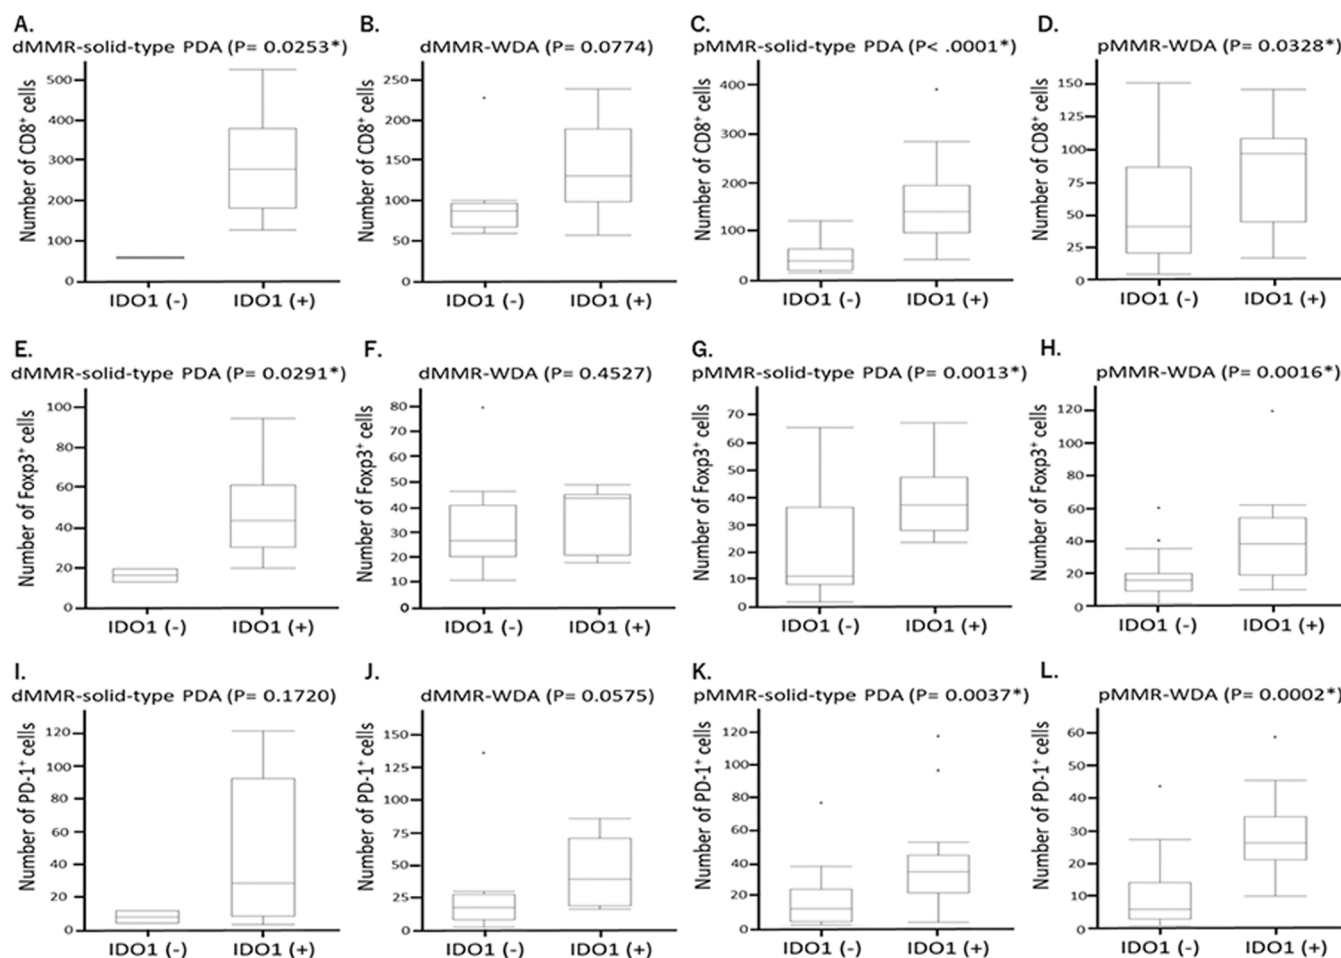 A.
dMMR-solid-type PDA (P= 0.0253*)
Number of CD8⁺ cells
500
400
300
200
100
0
IDO1 (-) IDO1 (+)
B.
dMMR-WDA (P= 0.0774)
Number of CD8⁺ cells
250
200
150
100
50
0
IDO1 (-) IDO1 (+)
C.
pMMR-solid-type PDA (P< .0001*)
Number of CD8⁺ cells
400
300
200
100
0
IDO1 (-) IDO1 (+)
D.
pMMR-WDA (P= 0.0328*)
Number of CD8⁺ cells
150
125
100
75
50
25
0
IDO1 (-) IDO1 (+)
E.
dMMR-solid-type PDA (P= 0.0291*)
Number of Foxp3⁺ cells
100
80
60
40
20
0
IDO1 (-) IDO1 (+)
F.
dMMR-WDA (P= 0.4527)
Number of Foxp3⁺ cells
80
70
60
50
40
30
20
10
0
IDO1 (-) IDO1 (+)
G.
pMMR-solid-type PDA (P= 0.0013*)
Number of Foxp3⁺ cells
70
60
50
40
30
20
10
0
IDO1 (-) IDO1 (+)
H.
pMMR-WDA (P= 0.0016*)
Number of Foxp3⁺ cells
120
100
80
60
40
20
0
IDO1 (-) IDO1 (+)
I.
dMMR-solid-type PDA (P= 0.1720)
Number of PD-1⁺ cells
120
100
80
60
40
20
0
IDO1 (-) IDO1 (+)
J.
dMMR-WDA (P= 0.0575)
Number of PD-1⁺ cells
150
125
100
75
50
25
0
IDO1 (-) IDO1 (+)
K.
pMMR-solid-type PDA (P= 0.0037*)
Number of PD-1⁺ cells
120
100
80
60
40
20
0
IDO1 (-) IDO1 (+)
L.
pMMR-WDA (P= 0.0002*)
Number of PD-1⁺ cells
60
50
40
30
20
10
0
IDO1 (-) IDO1 (+)